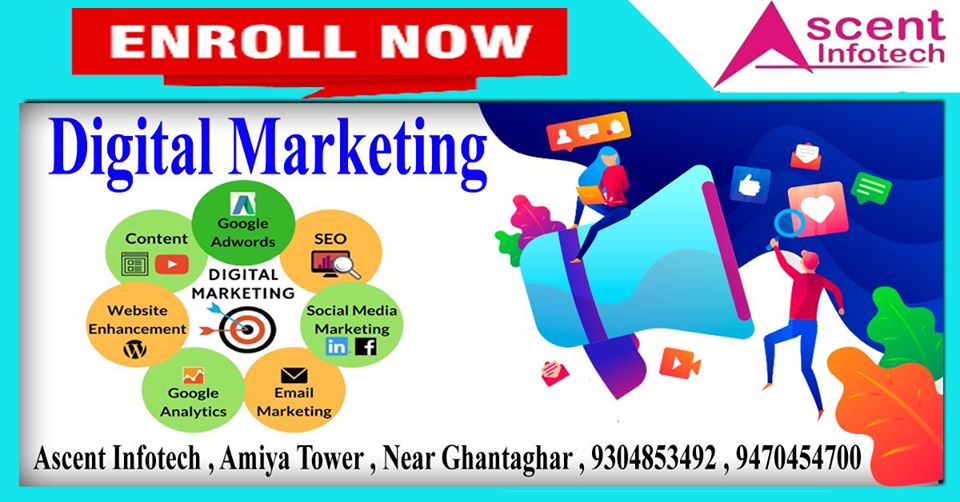 ENROLL NOW
Ascent
Infotech
Digital Marketing
Google
Adwords
Content
SEO
DIGITAL
MARKETING
Website
Enhancement
Social Media
Marketing
in
f
Google
Analytics
Email
Marketing
Ascent Infotech , Amiya Tower , Near Ghantaghar , 9304853492 , 9470454700